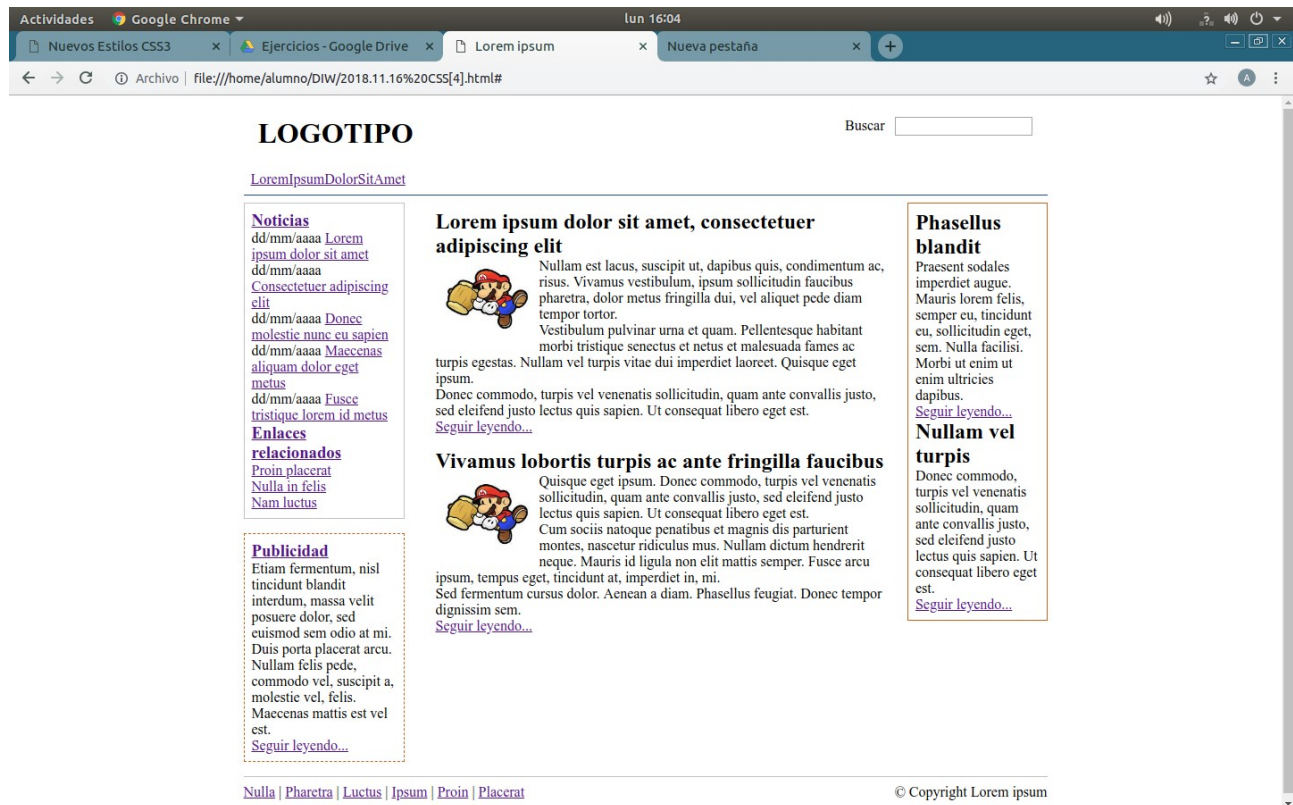 Actividades Google Chrome lun 16:04
Nuevos Estilos CSS3 × Ejercicios - Google Drive × Lorem ipsum × Nueva pestaña × +
Archivo | file:///home/alumno/DIW/2018.11.16%20CSS[4].html# A
LOGOTIPO
Buscar
LoremIpsumDolorSitAmet
Noticias
dd/mm/aaaa Lorem
ipsum dolor sit amet
dd/mm/aaaa
Consectetuer adipiscing
elit
dd/mm/aaaa Donec
molestie nunc eu sapien
dd/mm/aaaa Maecenas
aliquam dolor eget
metus
dd/mm/aaaa Fusce
tristique lorem id metus
Enlaces
relacionados
Proin placerat
Nulla in felis
Nam luctus
Publicidad
Etiam fermentum, nisl
tincidunt blandit
interdum, massa velit
posuere dolor, sed
euismod sem odio at mi.
Duis porta placerat arcu.
Nullam felis pede,
commodo vel, suscipit a,
molestie vel, felis.
Maecenas mattis est vel
est.
Seguir leyendo...
Lorem ipsum dolor sit amet, consectetuer
adipiscing elit
Nullam est lacus, suscipit ut, dapibus quis, condimentum ac,
risus. Vivamus vestibulum, ipsum sollicitudin faucibus
pharetra, dolor metus fringilla dui, vel aliquet pede diam
tempor tortor.
Vestibulum pulvinar urna et quam. Pellentesque habitant
morbi tristique senectus et netus et malesuada fames ac
turpis egestas. Nullam vel turpis vitae dui imperdiet laoreet. Quisque eget
ipsum.
Donec commodo, turpis vel venenatis sollicitudin, quam ante convallis justo,
sed eleifend justo lectus quis sapien. Ut consequat libero eget est.
Seguir leyendo...
Vivamus lobortis turpis ac ante fringilla faucibus
Quisque eget ipsum. Donec commodo, turpis vel venenatis
sollicitudin, quam ante convallis justo, sed eleifend justo
lectus quis sapien. Ut consequat libero eget est.
Cum sociis natoque penatibus et magnis dis parturient
montes, nascetur ridiculus mus. Nullam dictum hendrerit
neque. Mauris id ligula non elit mattis semper. Fusce arcu
ipsum, tempus eget, tincidunt at, imperdiet in, mi.
Sed fermentum cursus dolor. Aenean a diam. Phasellus feugiat. Donec tempor
dignissim sem.
Seguir leyendo...
Phasellus
blandit
Praesent sodales
imperdiet augue.
Mauris lorem felis,
semper eu, tincidunt
eu, sollicitudin eget,
sem. Nulla facilisi.
Morbi ut enim ut
enim ultricies
dapibus.
Seguir leyendo...
Nullam vel
turpis
Donec commodo,
turpis vel venenatis
sollicitudin, quam
ante convallis justo,
sed eleifend justo
lectus quis sapien. Ut
consequat libero eget
est.
Seguir leyendo...
Nulla | Pharetra | Luctus | Ipsum | Proin | Placerat
© Copyright Lorem ipsum